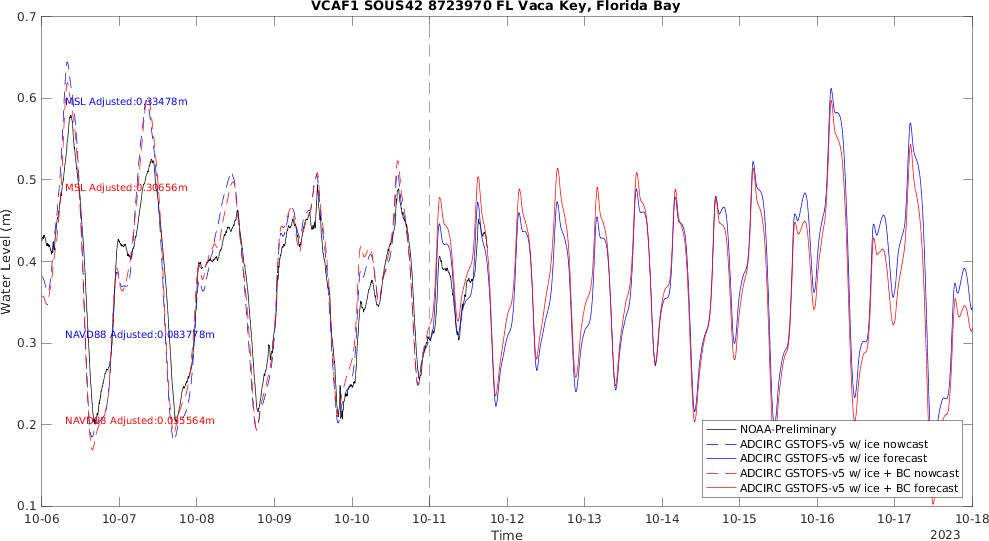 VCAF1 SOUS42 8723970 FL Vaca Key, Florida Bay
0.7
0.6
0.5
0.4
0.3
0.2
0.1
Water Level (m)
MSL Adjusted:0.33478m
MSL Adjusted:0.30656m
NAVD88 Adjusted:0.083778m
NAVD88 Adjusted:0.055564m
NOAA-Preliminary
ADCIRC GSTOFS-v5 w/ ice nowcast
ADCIRC GSTOFS-v5 w/ ice forecast
ADCIRC GSTOFS-v5 w/ ice + BC nowcast
ADCIRC GSTOFS-v5 w/ ice + BC forecast
10-06 10-07 10-08 10-09 10-10 10-11 10-12 10-13 10-14 10-15 10-16 10-17 10-18
Time
2023